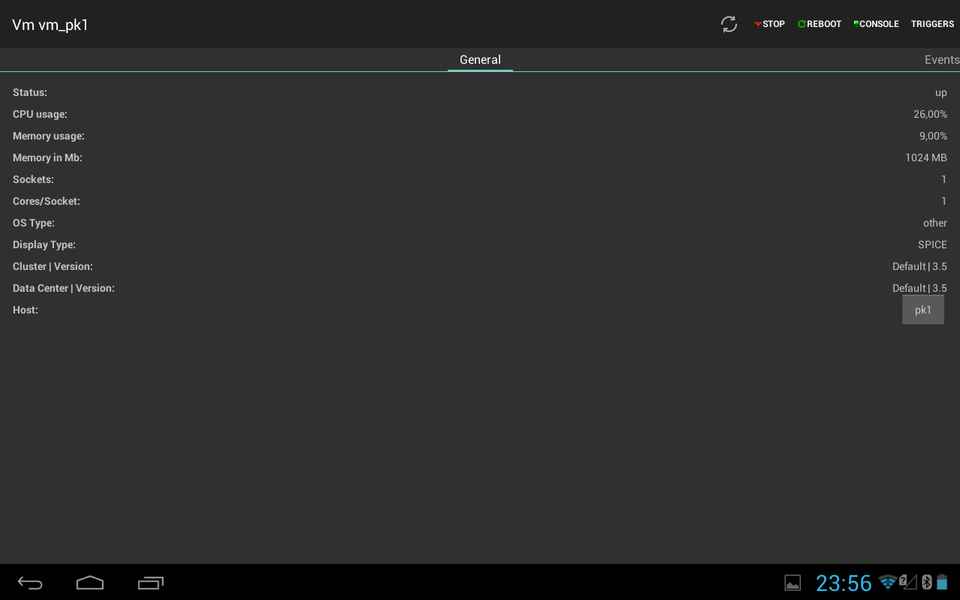 Vm vm_pk1 STOP REBOOT CONSOLE TRIGGERS
General Events
Status: up
CPU usage: 26,00%
Memory usage: 9,00%
Memory in Mb: 1024 MB
Sockets: 1
Cores/Socket: 1
OS Type: other
Display Type: SPICE
Cluster | Version: Default | 3.5
Data Center | Version: Default | 3.5
Host: pk1
23:56